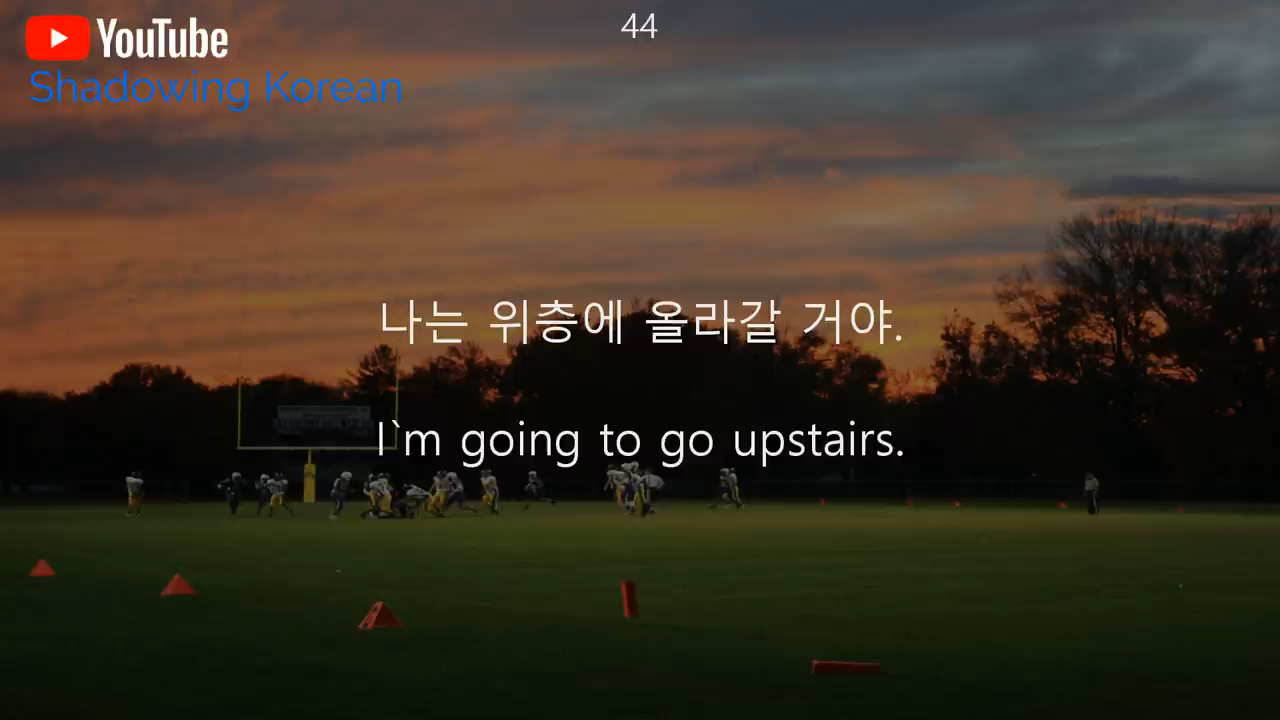 44
YouTube
Shadowing Korean
나는 위층에 올라갈 거야.
I`m going to go upstairs.